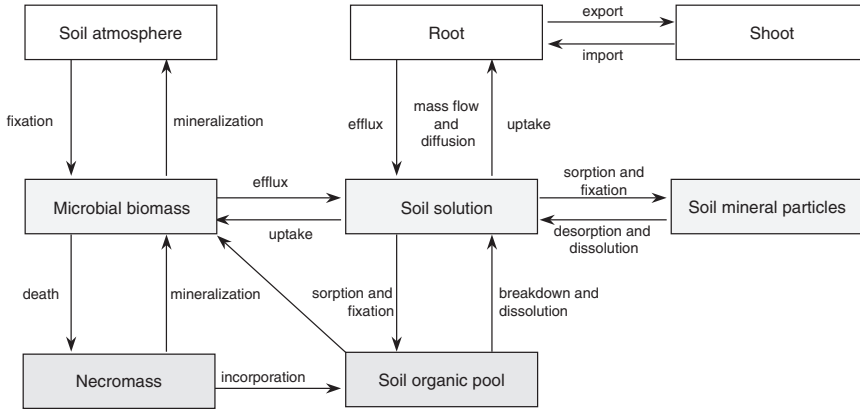 Soil atmosphere
Root
export
import
Shoot
fixation
mineralization
efflux
mass flow
and
diffusion
uptake
Microbial biomass
efflux
uptake
Soil solution
sorption and
fixation
desorption and
dissolution
Soil mineral particles
death
mineralization
sorption and
fixation
breakdown and
dissolution
Necromass
incorporation
Soil organic pool